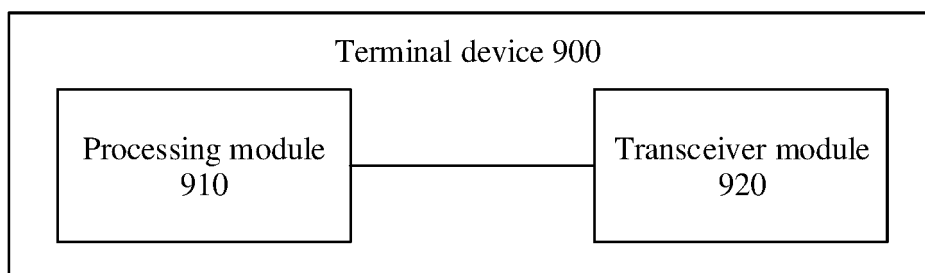 Terminal device 900
Processing module
910
Transceiver module
920